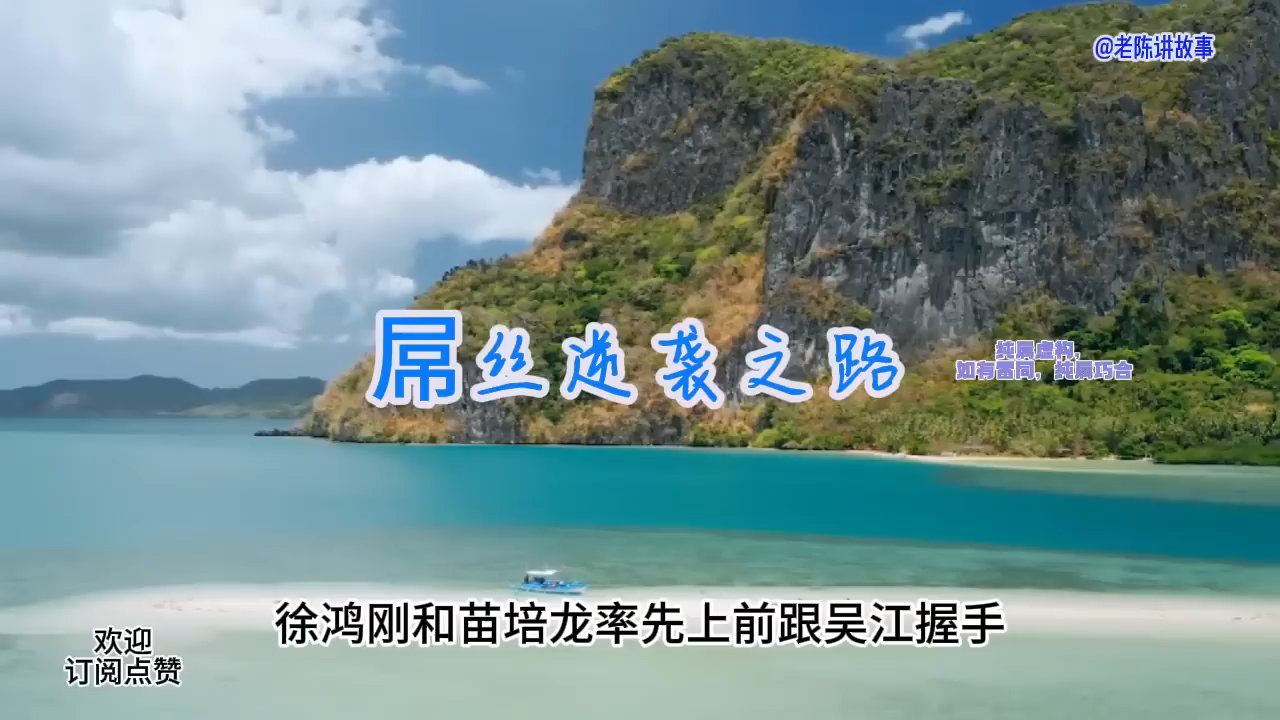 @老陈讲故事
屌丝逆袭之路
纯属虚构,
如有雷同，纯属巧合
徐鸿刚和苗培龙率先上前跟吴江握手
欢迎
订阅点赞